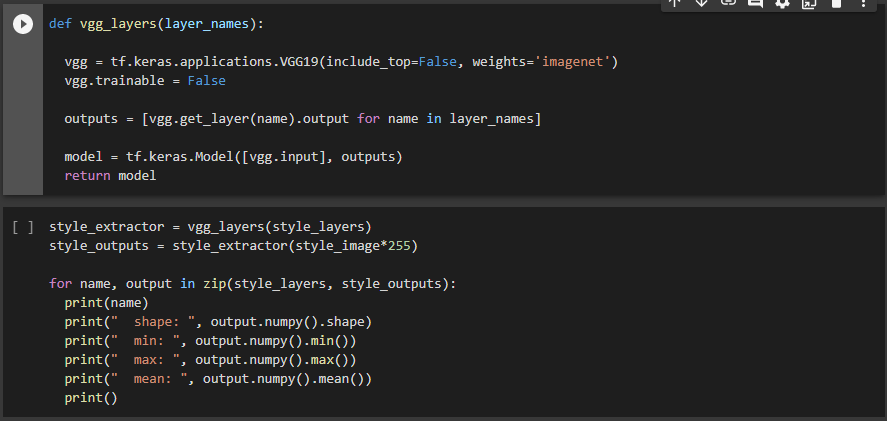 def vgg_layers(layer_names):

  vgg = tf.keras.applications.VGG19(include_top=False, weights='imagenet')
  vgg.trainable = False

  outputs = [vgg.get_layer(name).output for name in layer_names]

  model = tf.keras.Model([vgg.input], outputs)
  return model

[ ] style_extractor = vgg_layers(style_layers)
style_outputs = style_extractor(style_image*255)

for name, output in zip(style_layers, style_outputs):
  print(name)
  print("  shape: ", output.numpy().shape)
  print("  min: ", output.numpy().min())
  print("  max: ", output.numpy().max())
  print("  mean: ", output.numpy().mean())
  print()